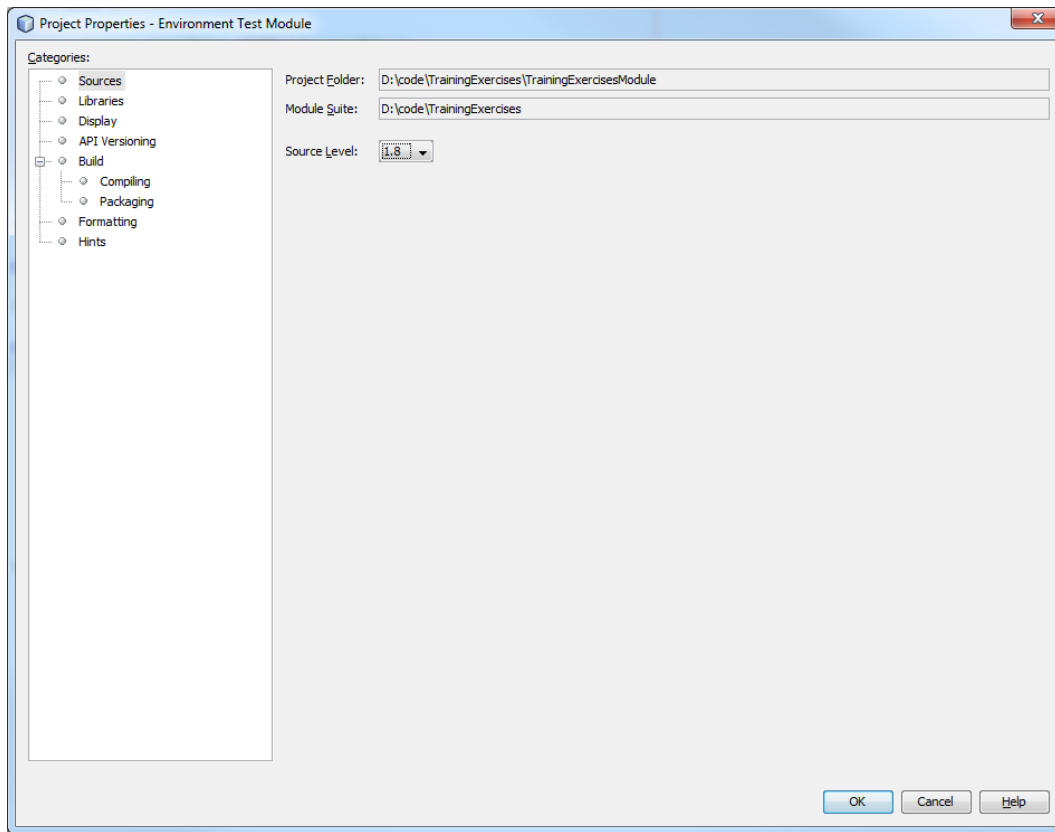 Project Properties - Environment Test Module
Categories:
Sources
Libraries
Display
API Versioning
Build
Compiling
Packaging
Formatting
Hints
Project Folder: D:\code\TrainingExercises\TrainingExercisesModule
Module Suite: D:\code\TrainingExercises
Source Level: 1.8
OK Cancel Help